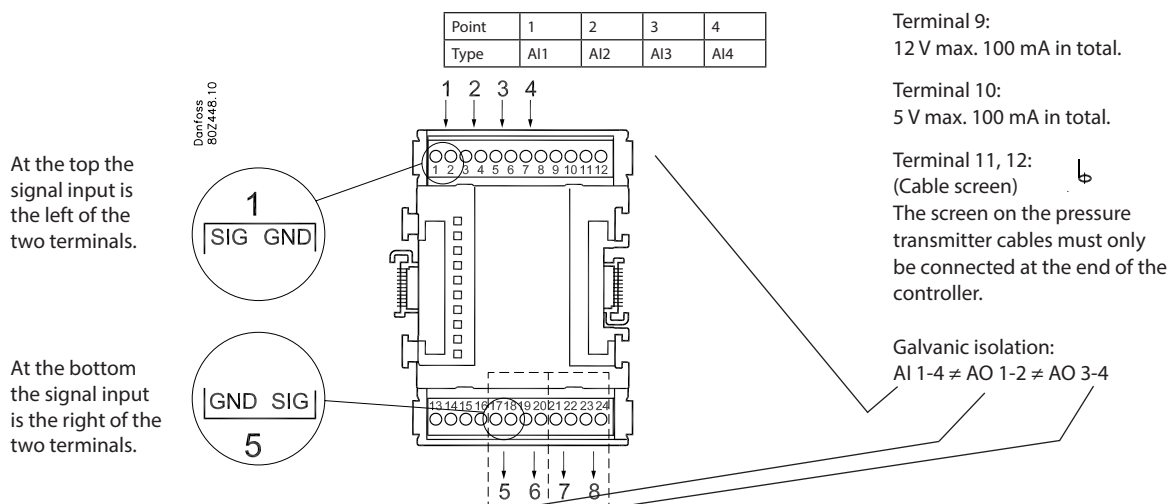 Point 1 2 3 4
Type AI1 AI2 AI3 AI4
1 2 3 4
Danfoss
80Z448.10
1 2 3 4 5 6 7 8 9 10 11 12
At the top the
signal input is
the left of the
two terminals.
1
SIG GND
At the bottom
the signal input
is the right of the
two terminals.
GND SIG
5
13 14 15 16 17 18 19 20 21 22 23 24
5 6 7 8
Terminal 9:
12 V max. 100 mA in total.
Terminal 10:
5 V max. 100 mA in total.
Terminal 11, 12:
(Cable screen)
The screen on the pressure
transmitter cables must only
be connected at the end of the
controller.
Galvanic isolation:
AI 1-4 ≠ AO 1-2 ≠ AO 3-4